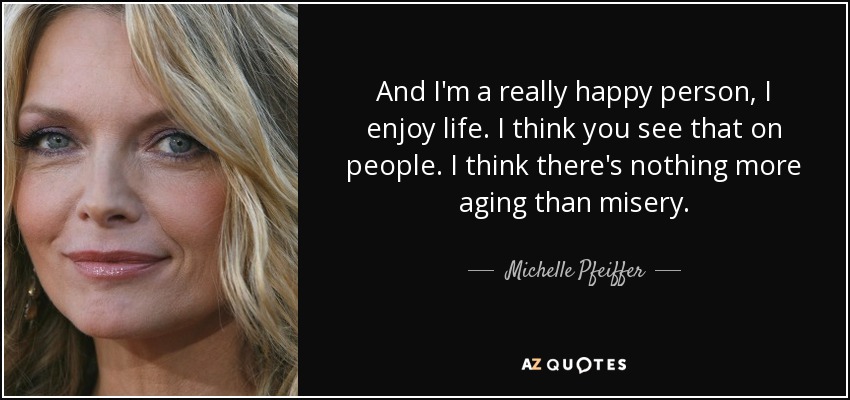 And I'm a really happy person, I
enjoy life. I think you see that on
people. I think there's nothing more
aging than misery.
Michelle Pfeiffer
AZ QUOTES